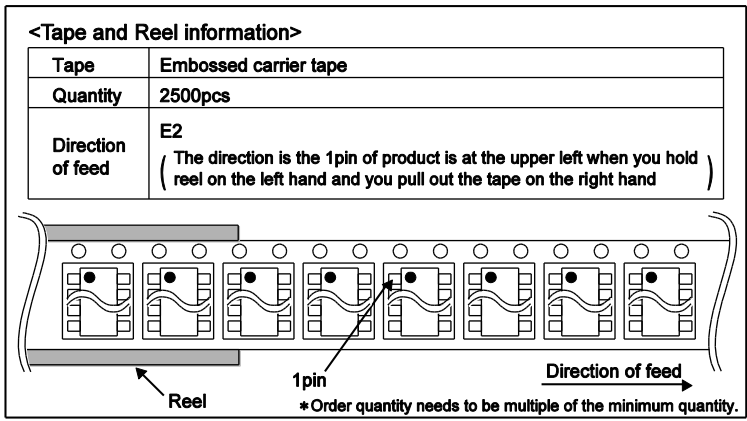 <Tape and Reel information>
Tape Embossed carrier tape
Quantity 2500pcs
Direction of feed E2
( The direction is the 1pin of product is at the upper left when you hold
reel on the left hand and you pull out the tape on the right hand )
1pin
Direction of feed
Reel
*Order quantity needs to be multiple of the minimum quantity.